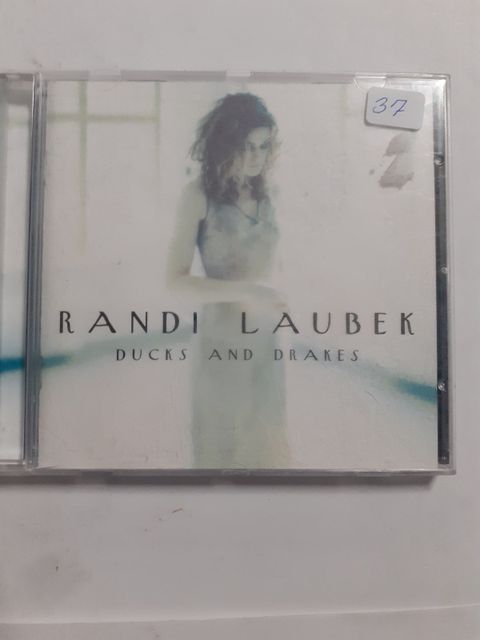 37
RANDI LAUBEK
DUCKS AND DRAKES